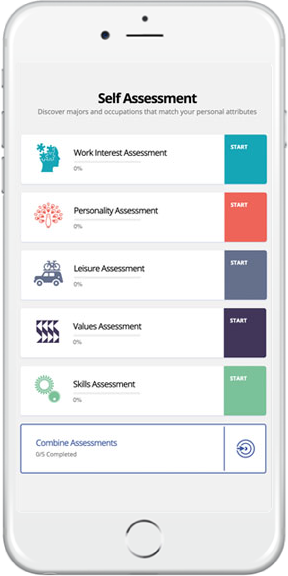 Self Assessment
Discover majors and occupations that match your personal attributes
Work Interest Assessment
START
0%
Personality Assessment
START
0%
Leisure Assessment
START
0%
Values Assessment
START
0%
Skills Assessment
START
0%
Combine Assessments
0/5 Completed